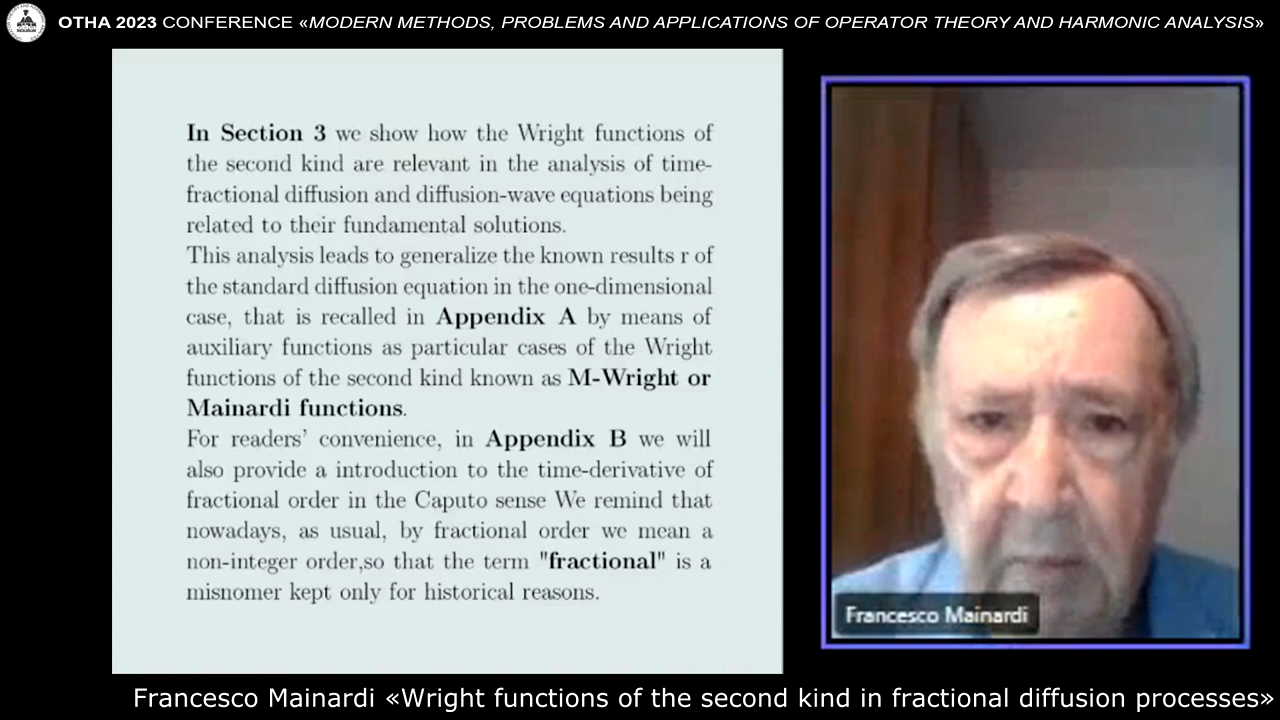 OTHA 2023 CONFERENCE «MODERN METHODS, PROBLEMS AND APPLICATIONS OF OPERATOR THEORY AND HARMONIC ANALYSIS»
In Section 3 we show how the Wright functions of
the second kind are relevant in the analysis of time-
fractional diffusion and diffusion-wave equations being
related to their fundamental solutions.
This analysis leads to generalize the known results r of
the standard diffusion equation in the one-dimensional
case, that is recalled in Appendix A by means of
auxiliary functions as particular cases of the Wright
functions of the second kind known as M-Wright or
Mainardi functions.
For readers' convenience, in Appendix B we will
also provide a introduction to the time-derivative of
fractional order in the Caputo sense We remind that
nowadays, as usual, by fractional order we mean a
non-integer order,so that the term "fractional" is a
misnomer kept only for historical reasons.
Francesco Mainardi
Francesco Mainardi «Wright functions of the second kind in fractional diffusion processes»